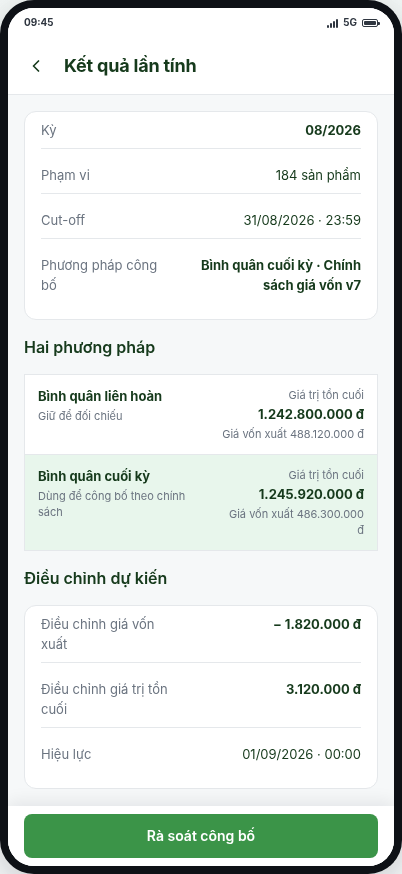 09:45
5G
Kết quả lần tính
Kỳ
08/2026
Phạm vi
184 sản phẩm
Cut-off
31/08/2026 · 23:59
Phương pháp công
bố
Bình quân cuối kỳ · Chính
sách giá vốn v7
Hai phương pháp
Bình quân liên hoàn
Giữ để đối chiếu
Giá trị tồn cuối
1.242.800.000 đ
Giá vốn xuất 488.120.000 đ
Bình quân cuối kỳ
Dùng để công bố theo chính
sách
Giá trị tồn cuối
1.245.920.000 đ
Giá vốn xuất 486.300.000
đ
Điều chỉnh dự kiến
Điều chỉnh giá vốn
xuất
− 1.820.000 đ
Điều chỉnh giá trị tồn
cuối
3.120.000 đ
Hiệu lực
01/09/2026 · 00:00
Rà soát công bố